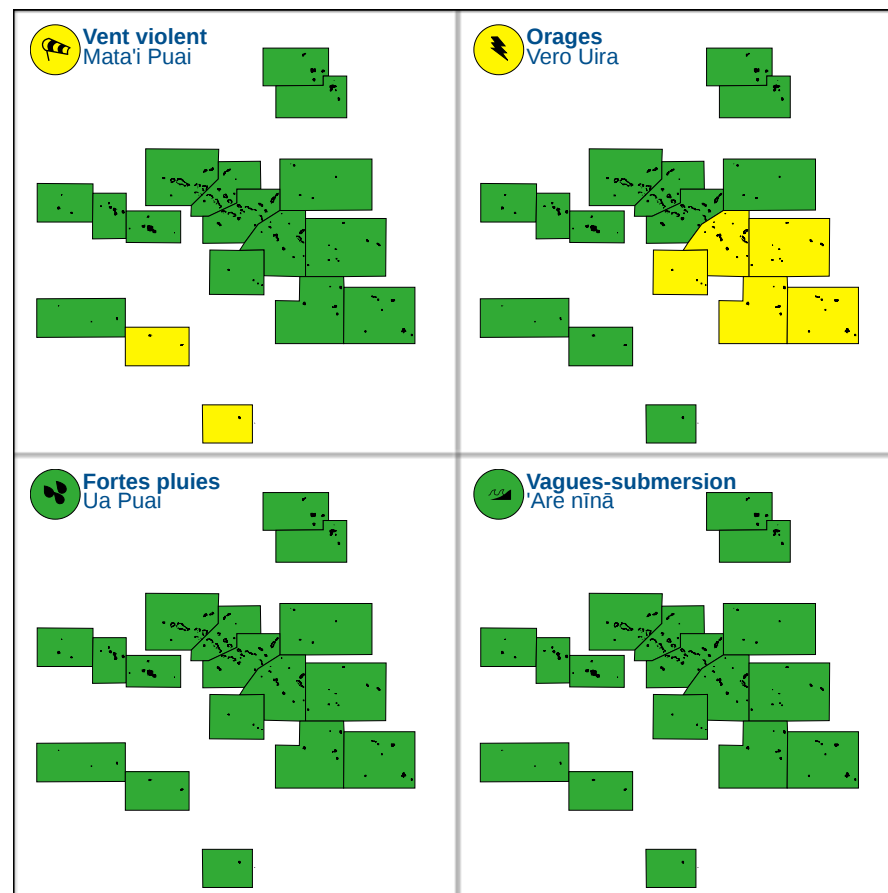 Vent violent
Mata'i Puai
Orages
Vero Uira
Fortes pluies
Ua Puai
Vagues-submersion
'Are nīnā